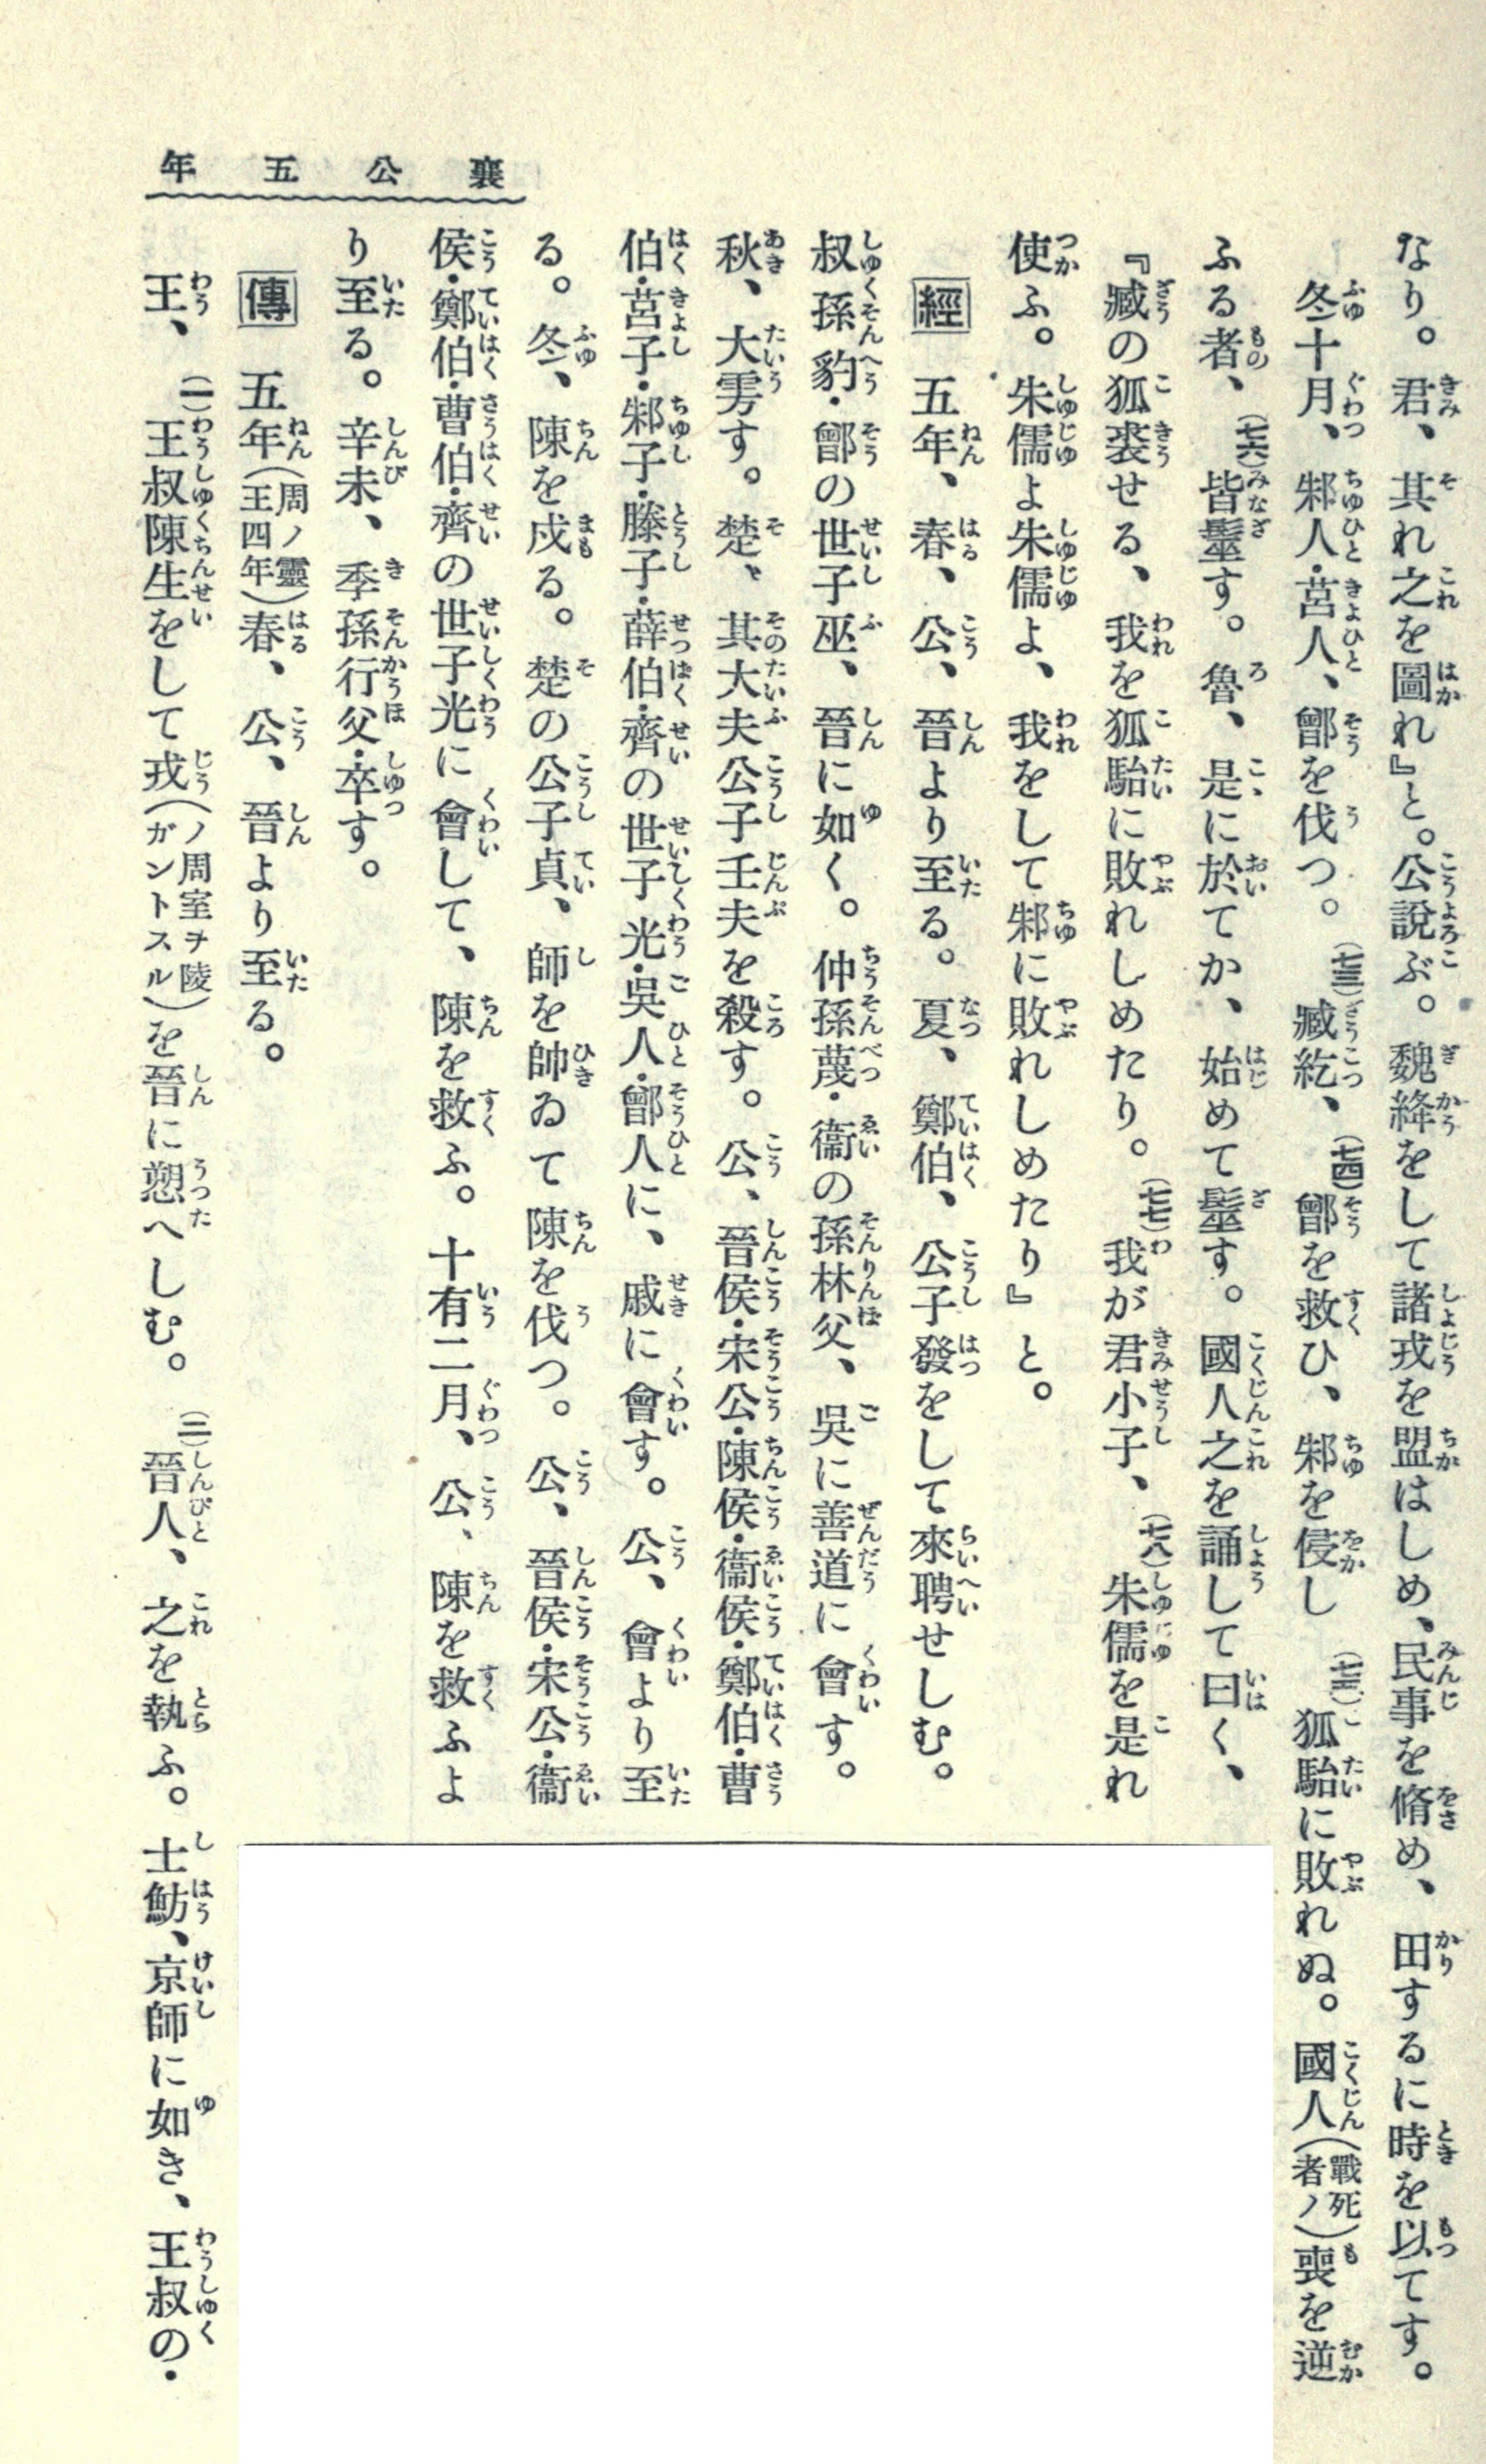 襄公五年
なり。君、其れ之を圖れ』と。公說ぶ。魏絳をして諸戎を盟はしめ、民事を脩め、田するに時を以てす。
冬十月、邾人・莒人、鄫を伐つ。(七三)臧紇、(七四)鄫を救ひ、邾を侵し(七五)狐駘に敗れぬ。國人(戰死者ノ)喪を逆
ふる者、(七六)皆髽す。魯、是に於てか、始めて髽す。國人之を誦して曰く、
『臧の狐裘せる、我を狐駘に敗れしめたり。(七七)我が君小子、(七八)朱儒を是れ
使ふ。朱儒よ朱儒よ、我をして邾に敗れしめたり』と。
經 五年、春、公、晉より至る。夏、鄭伯、公子發をして來聘せしむ。
叔孫豹・鄫の世子巫、晉に如く。仲孫蔑・衞の孫林父、吳に善道に會す。
秋、大雩す。楚、其大夫公子壬夫を殺す。公、晉侯・宋公・陳侯・衞侯・鄭伯・曹
伯・莒子・邾子・滕子・薛伯・齊の世子光・吳人・鄫人に、戚に會す。公、會より至
る。冬、陳を戍る。楚の公子貞、師を帥ゐて陳を伐つ。公、晉侯・宋公・衞
侯・鄭伯・曹伯・齊の世子光に會して、陳を救ふ。十有二月、公、陳を救ふよ
り至る。辛未、季孫行父・卒す。
傳 五年(周ノ靈王四年)春、公、晉より至る。
王、(一)王叔陳生をして戎(ノ周室ヲ陵ガントスル)を晉に愬へしむ。(二)晉人、之を執ふ。士魴、京師に如き、王叔の・